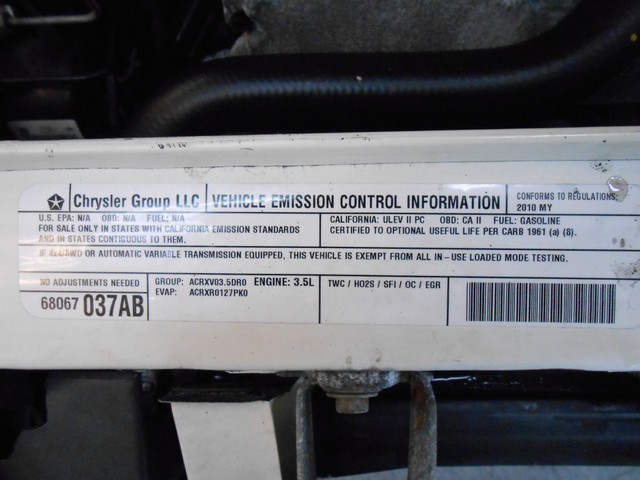 Chrysler Group LLC VEHICLE EMISSION CONTROL INFORMATION CONFORMS TO REGULATIONS:
2010 MY
U.S. EPA: N/A OBD: N/A FUEL: N/A
FOR SALE ONLY IN STATES WITH CALIFORNIA EMISSION STANDARDS
AND IN STATES CONTIGUOUS TO THEM.
CALIFORNIA: ULEV II PC OBD: CA II FUEL: GASOLINE
CERTIFIED TO OPTIONAL USEFUL LIFE PER CARB 1961 (a) (8).
IF 4WD/AWD OR AUTOMATIC VARIABLE TRANSMISSION EQUIPPED, THIS VEHICLE IS EXEMPT FROM ALL IN - USE LOADED MODE TESTING.
NO ADJUSTMENTS NEEDED
68067 037AB
GROUP: ACRXV03.5DR0 ENGINE: 3.5L
EVAP: ACRXR0127PK0
TWC / HO2S / SFI / OC / EGR